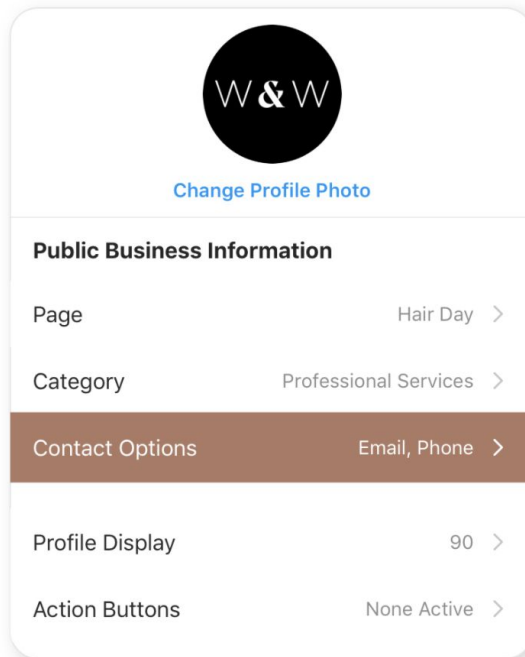 W & W
Change Profile Photo
Public Business Information
Page Hair Day
Category Professional Services
Contact Options Email, Phone
Profile Display 90
Action Buttons None Active